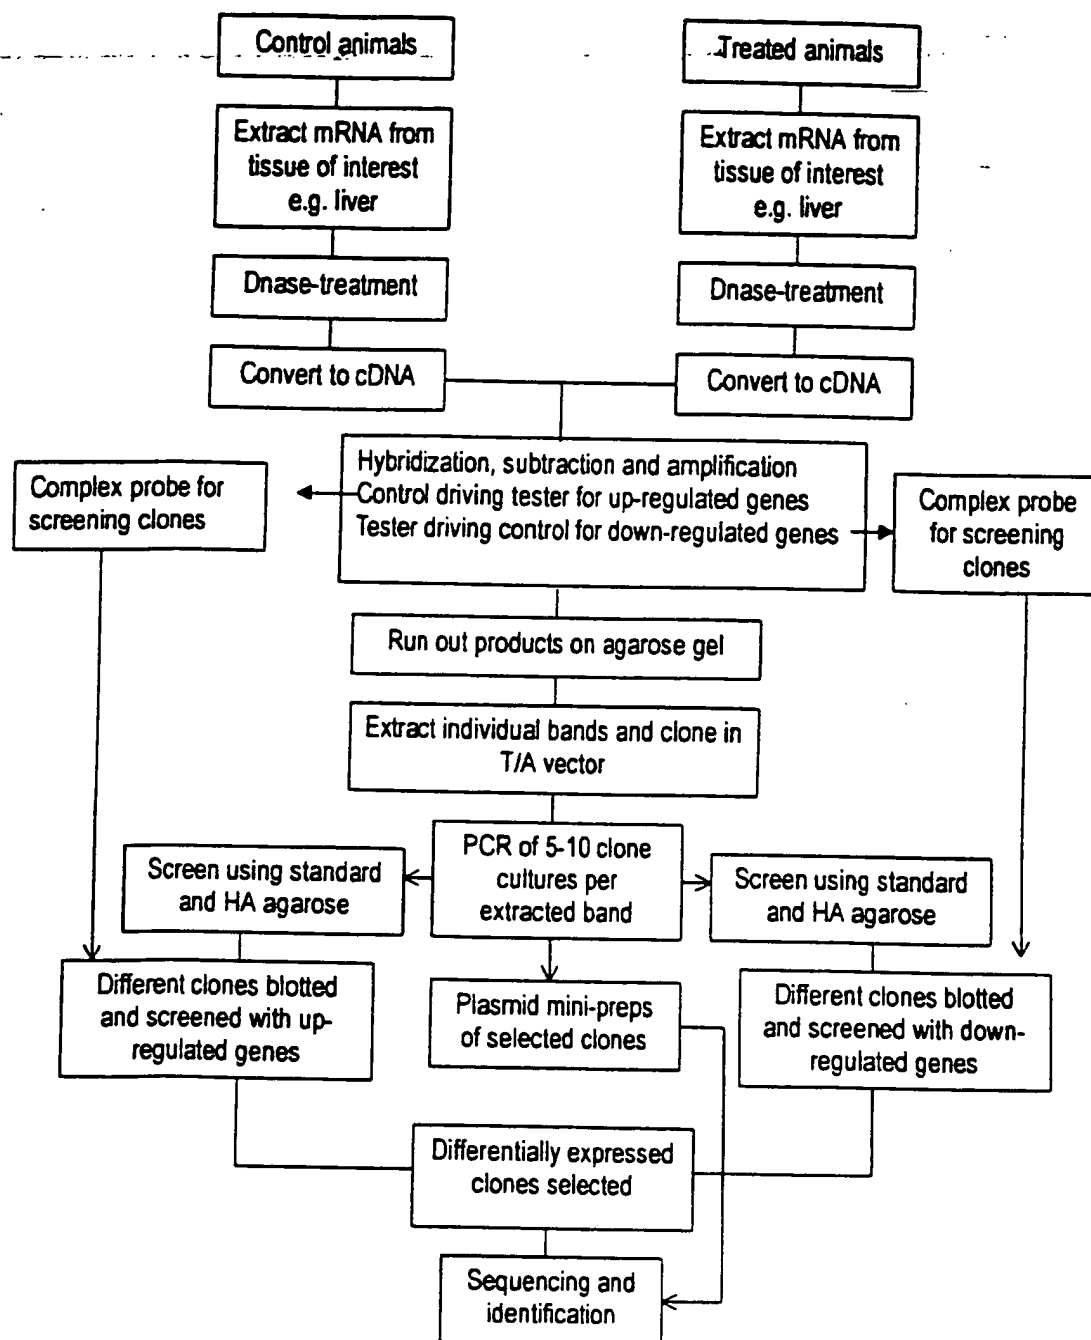 Control animals
Treated animals
Extract mRNA from
tissue of interest
e.g. liver
Extract mRNA from
tissue of interest
e.g. liver
Dnase-treatment
Dnase-treatment
Convert to cDNA
Convert to cDNA
Complex probe for
screening clones
Hybridization, subtraction and amplification
Control driving tester for up-regulated genes
Tester driving control for down-regulated genes
Complex probe
for screening
clones
Run out products on agarose gel
Extract individual bands and clone in
T/A vector
Screen using standard
and HA agarose
PCR of 5-10 clone
cultures per
extracted band
Screen using standard
and HA agarose
Different clones blotted
and screened with up-
regulated genes
Plasmid mini-preps
of selected clones
Different clones blotted
and screened with down-
regulated genes
Differentially expressed
clones selected
Sequencing and
identification